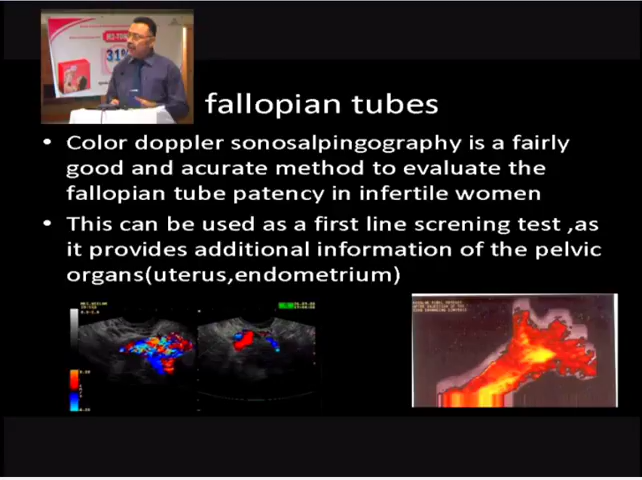 31%
fallopian tubes
• Color doppler sonosalpingography is a fairly
good and acurate method to evaluate the
fallopian tube patency in infertile women
• This can be used as a first line screning test ,as
it provides additional information of the pelvic
organs(uterus,endometrium)